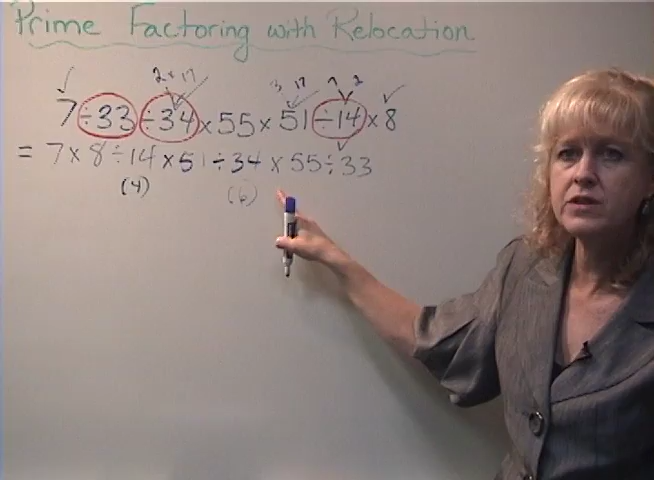 Prime Factoring with Relocation
2 x 17 3 17 7 2
7 ÷33 ÷34 x 55 x 51 ÷14 x 8
= 7 x 8 ÷ 14 x 51 ÷ 34 x 55 ÷ 33
(4) (6)